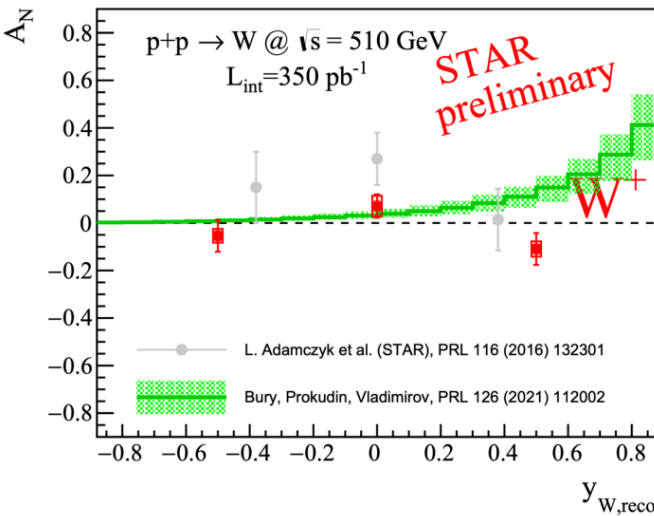 A_N
p+p → W @ √s = 510 GeV
L_int=350 pb⁻¹
STAR
preliminary
W⁺
0.8
0.6
0.4
0.2
0
−0.2
−0.4
−0.6
−0.8
L. Adamczyk et al. (STAR), PRL 116 (2016) 132301
Bury, Prokudin, Vladimirov, PRL 126 (2021) 112002
−0.8 −0.6 −0.4 −0.2 0 0.2 0.4 0.6 0.8
y_W,reco